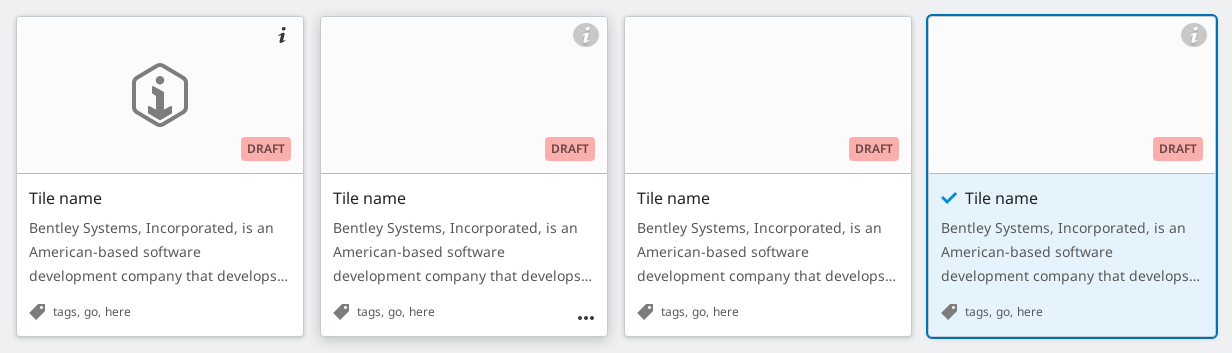 DRAFT
Tile name
Bentley Systems, Incorporated, is an
American-based software
development company that develops...
tags, go, here
DRAFT
Tile name
Bentley Systems, Incorporated, is an
American-based software
development company that develops...
tags, go, here
DRAFT
Tile name
Bentley Systems, Incorporated, is an
American-based software
development company that develops...
tags, go, here
DRAFT
Tile name
Bentley Systems, Incorporated, is an
American-based software
development company that develops...
tags, go, here